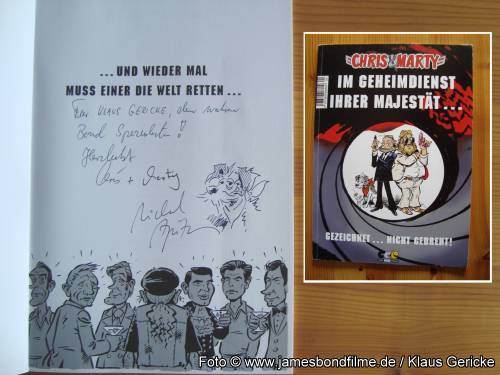 ...UND WIEDER MAL
MUSS EINER DIE WELT RETTEN...
Für KLAUS GERICKE, den wahren
Bond Spezialisten!
Herzlichst
Chris + Marty
CHRIS & MARTY
IM GEHEIMDIENST
IHRER MAJESTÄT...
GEZEICHNET... NICHT GEDREHT!
Foto © www.jamesbondfilme.de / Klaus Gericke